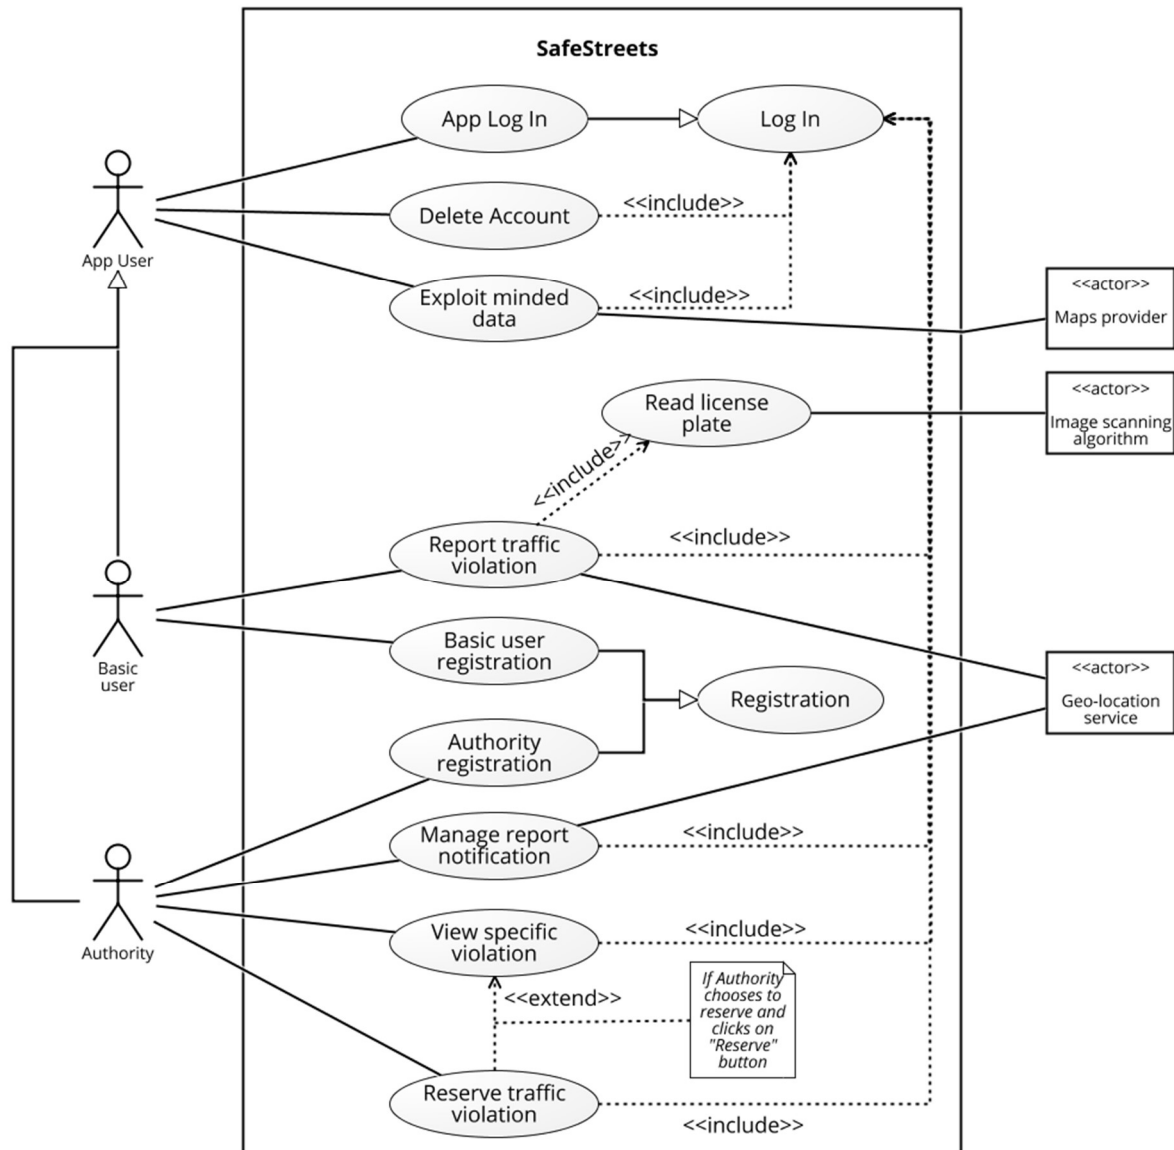 SafeStreets
App Log In
Log In
Delete Account
<<include>>
App User
Exploit minded
data
<<include>>
<<actor>>
Maps provider
Read license
plate
<<actor>>
Image scanning
algorithm
<<include>>
Report traffic
violation
<<include>>
Basic
user
Basic user
registration
Registration
<<actor>>
Geo-location
service
Authority
registration
Manage report
notification
<<include>>
Authority
View specific
violation
<<include>>
<<extend>>
If Authority
chooses to
reserve and
clicks on
"Reserve"
button
Reserve traffic
violation
<<include>>